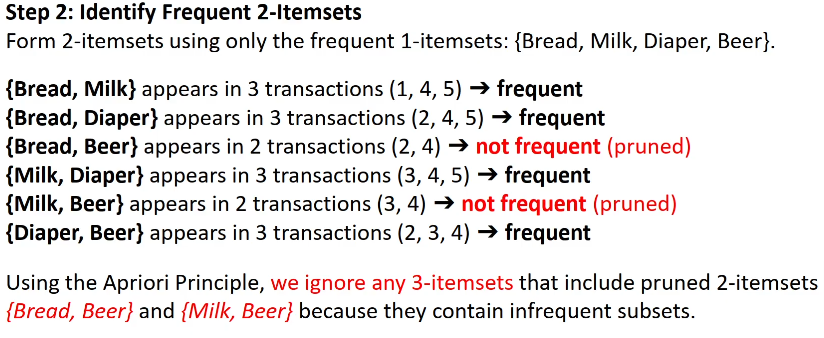 Step 2: Identify Frequent 2-Itemsets
Form 2-itemsets using only the frequent 1-itemsets: {Bread, Milk, Diaper, Beer}.
{Bread, Milk} appears in 3 transactions (1, 4, 5) ➔ frequent
{Bread, Diaper} appears in 3 transactions (2, 4, 5) ➔ frequent
{Bread, Beer} appears in 2 transactions (2, 4) ➔ not frequent (pruned)
{Milk, Diaper} appears in 3 transactions (3, 4, 5) ➔ frequent
{Milk, Beer} appears in 2 transactions (3, 4) ➔ not frequent (pruned)
{Diaper, Beer} appears in 3 transactions (2, 3, 4) ➔ frequent
Using the Apriori Principle, we ignore any 3-itemsets that include pruned 2-itemsets
{Bread, Beer} and {Milk, Beer} because they contain infrequent subsets.